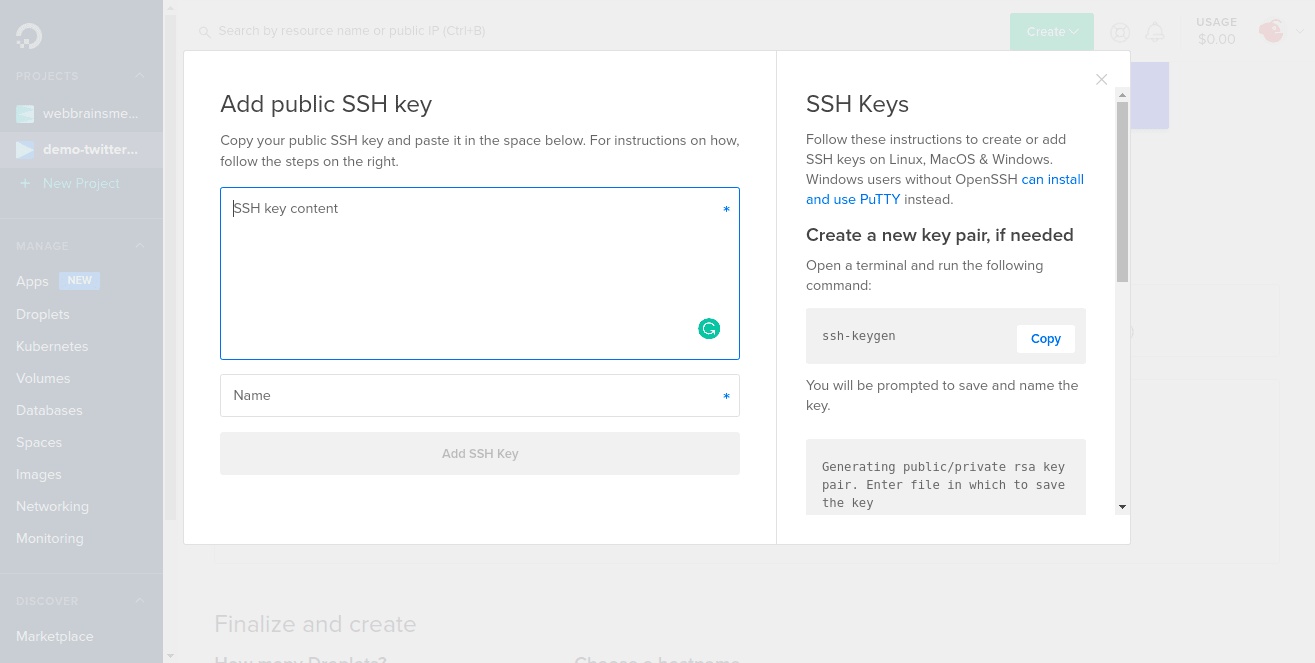 Search by resource name or public IP (Ctrl+B)
Create
USAGE
$0.00
PROJECTS
webbrainsme...
demo-twitter...
+ New Project
MANAGE
Apps NEW
Droplets
Kubernetes
Volumes
Databases
Spaces
Images
Networking
Monitoring
DISCOVER
Marketplace
Add public SSH key
Copy your public SSH key and paste it in the space below. For instructions on how,
follow the steps on the right.
SSH key content *
Name *
Add SSH Key
SSH Keys
Follow these instructions to create or add
SSH keys on Linux, MacOS & Windows.
Windows users without OpenSSH can install
and use PuTTY instead.
Create a new key pair, if needed
Open a terminal and run the following
command:
ssh-keygen Copy
You will be prompted to save and name the
key.
Generating public/private rsa key
pair. Enter file in which to save
the key
Finalize and create
How many Droplets? Choose a hostname